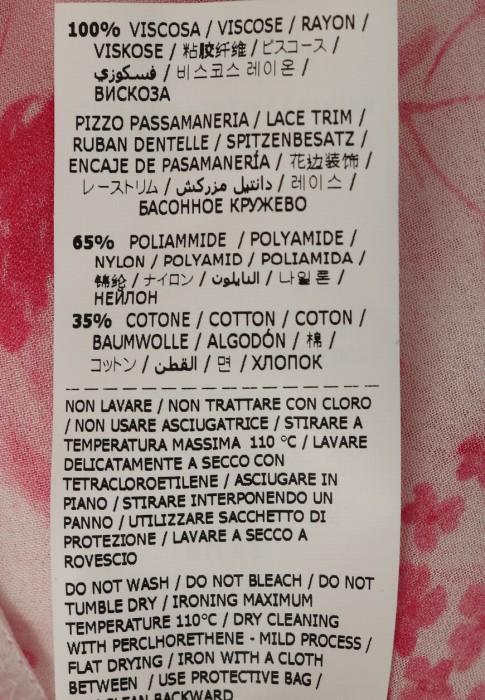 100% VISCOSA / VISCOSE / RAYON /
VISKOSE / 粘胶纤维 / ビスコース /
فسكوزي / 비스코스 레이온 /
ВИСКОЗА
PIZZO PASSAMANERIA / LACE TRIM /
RUBAN DENTELLE / SPITZENBESATZ /
ENCAJE DE PASAMANERÍA / 花边装饰 /
レーストリム / دانتيل مزركش / 레이스 /
БАСОННОЕ КРУЖЕВО
65% POLIAMMIDE / POLYAMIDE /
NYLON / POLYAMID / POLIAMIDA /
锦纶 / ナイロン / النايلون / 나일론 /
НЕЙЛОН
35% COTONE / COTTON / COTON /
BAUMWOLLE / ALGODÓN / 棉 /
コットン / القطن / 면 / ХЛОПОК
NON LAVARE / NON TRATTARE CON CLORO
/ NON USARE ASCIUGATRICE / STIRARE A
TEMPERATURA MASSIMA 110 °C / LAVARE
DELICATAMENTE A SECCO CON
TETRACLOROETILENE / ASCIUGARE IN
PIANO / STIRARE INTERPONENDO UN
PANNO / UTILIZZARE SACCHETTO DI
PROTEZIONE / LAVARE A SECCO A
ROVESCIO
DO NOT WASH / DO NOT BLEACH / DO NOT
TUMBLE DRY / IRONING MAXIMUM
TEMPERATURE 110°C / DRY CLEANING
WITH PERCLHORETHENE - MILD PROCESS /
FLAT DRYING / IRON WITH A CLOTH
BETWEEN / USE PROTECTIVE BAG /
CLEAN BACKWARD